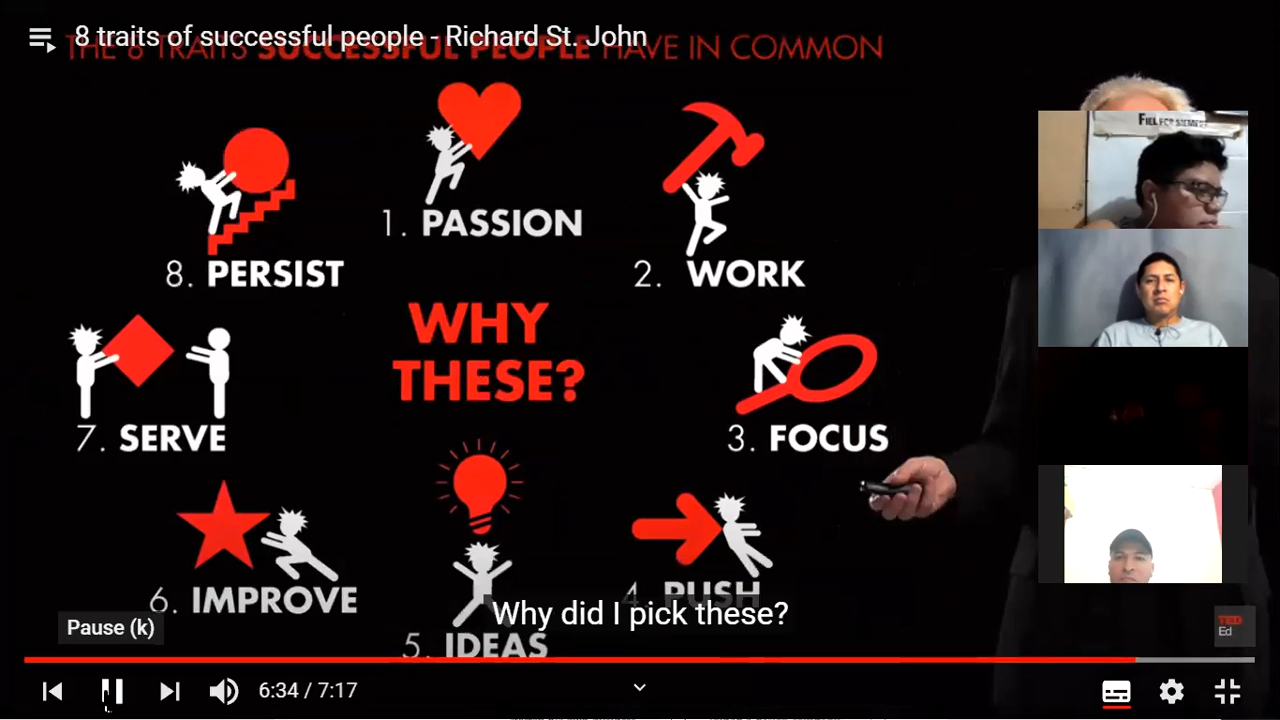 8 traits of successful people - Richard St. John
THE 8 TRAITS SUCCESSFUL PEOPLE HAVE IN COMMON
1. PASSION
2. WORK
3. FOCUS
4. PUSH
5. IDEAS
6. IMPROVE
7. SERVE
8. PERSIST
WHY
THESE?
Why did I pick these?
Pause (k)
TED
Ed
6:34 / 7:17